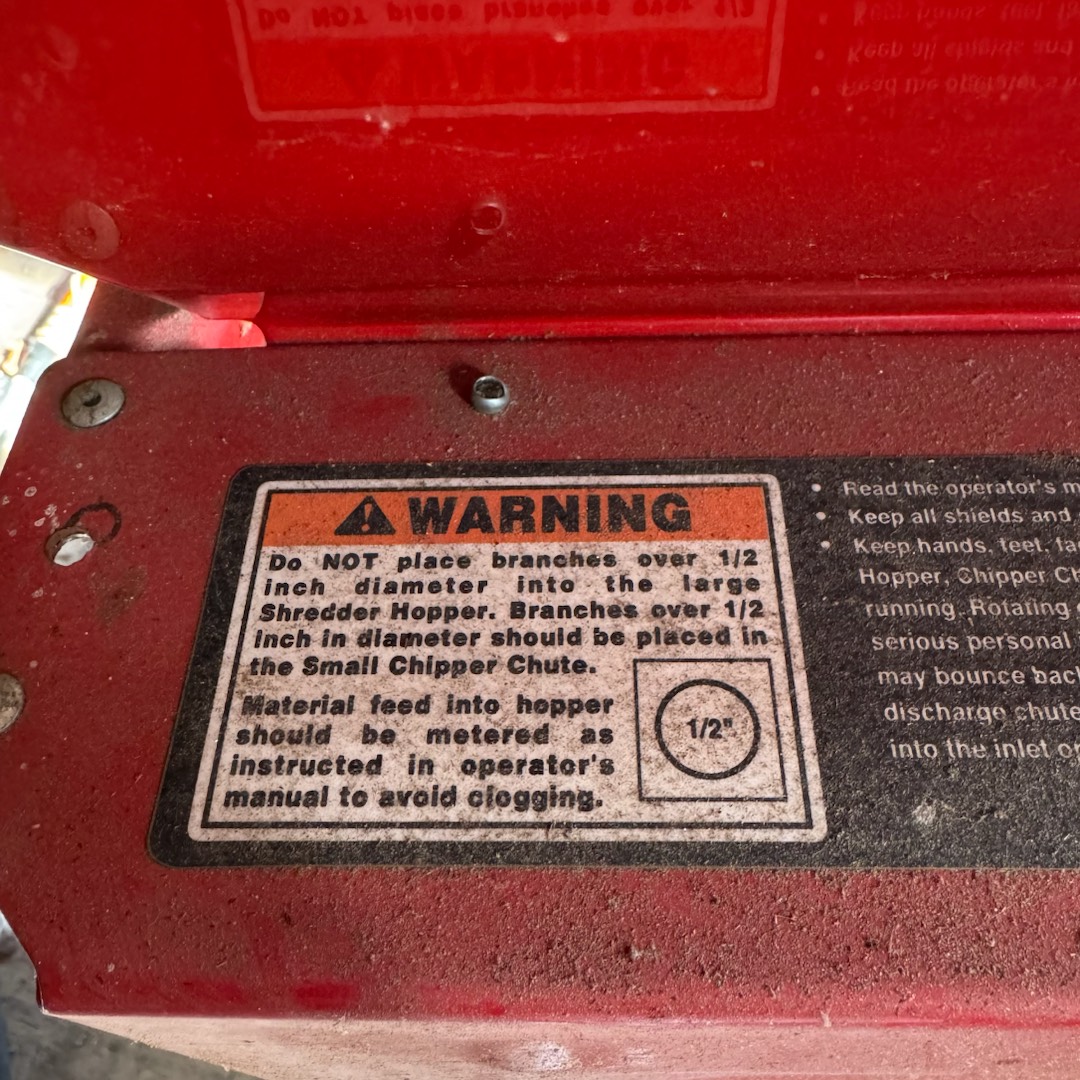 WARNING
Do NOT place branches over 1/2
inch diameter into the large
Shredder Hopper. Branches over 1/2
inch in diameter should be placed in
the Small Chipper Chute.
Material feed into hopper
should be metered as
instructed in operator's
manual to avoid clogging.
1/2"
• Read the operator's
• Keep all shields and
• Keep hands, feet,
Hopper, Chipper
running. Rotating
serious personal
may bounce back
discharge chute
into the inlet